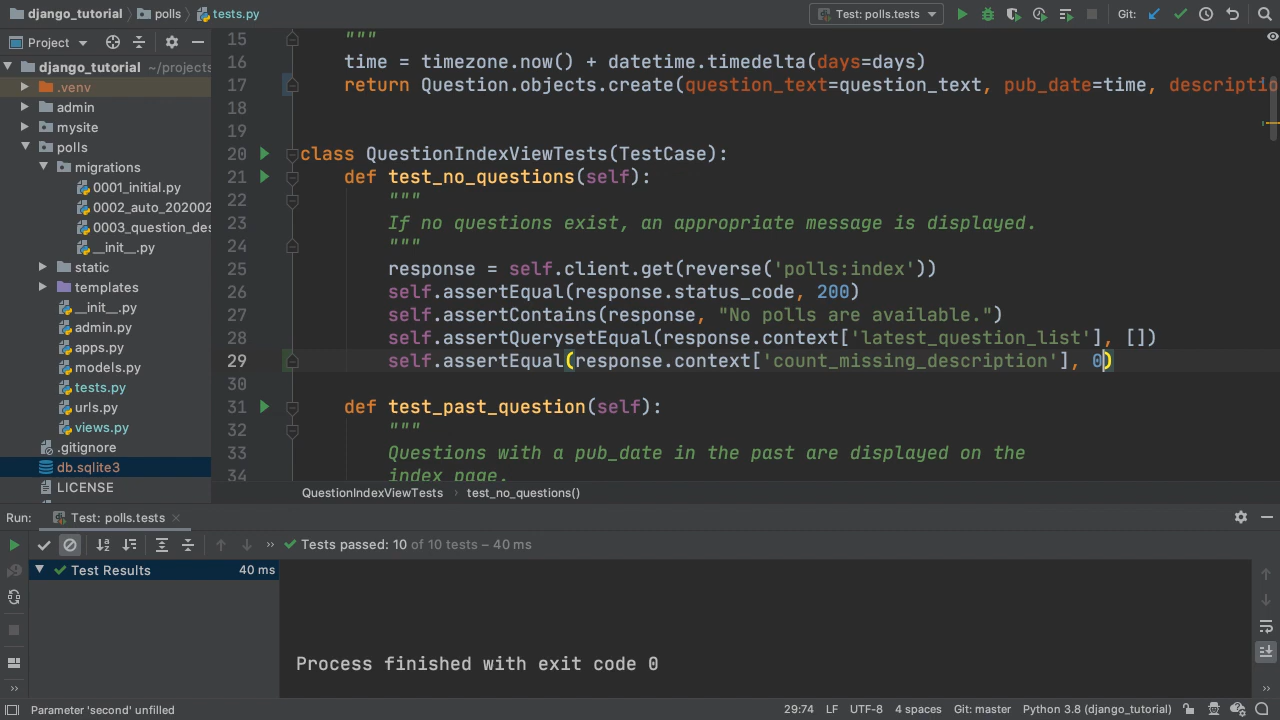 django_tutorial polls tests.py Test: polls.tests Git:
Project
django_tutorial ~/projects
.venv
admin
mysite
polls
migrations
0001_initial.py
0002_auto_202002
0003_question_des
__init__.py
static
templates
__init__.py
admin.py
apps.py
models.py
tests.py
urls.py
views.py
.gitignore
db.sqlite3
LICENSE
15 """
16 time = timezone.now() + datetime.timedelta(days=days)
17 return Question.objects.create(question_text=question_text, pub_date=time, descriptio
18
19
20 class QuestionIndexViewTests(TestCase):
21 def test_no_questions(self):
22 """
23 If no questions exist, an appropriate message is displayed.
24 """
25 response = self.client.get(reverse('polls:index'))
26 self.assertEqual(response.status_code, 200)
27 self.assertContains(response, "No polls are available.")
28 self.assertQuerysetEqual(response.context['latest_question_list'], [])
29 self.assertEqual(response.context['count_missing_description'], 0)
30
31 def test_past_question(self):
32 """
33 Questions with a pub_date in the past are displayed on the
34 index page.
QuestionIndexViewTests › test_no_questions()
Run: Test: polls.tests
Tests passed: 10 of 10 tests – 40 ms
Test Results 40 ms
Process finished with exit code 0
Parameter 'second' unfilled 29:74 LF UTF-8 4 spaces Git: master Python 3.8 (django_tutorial)